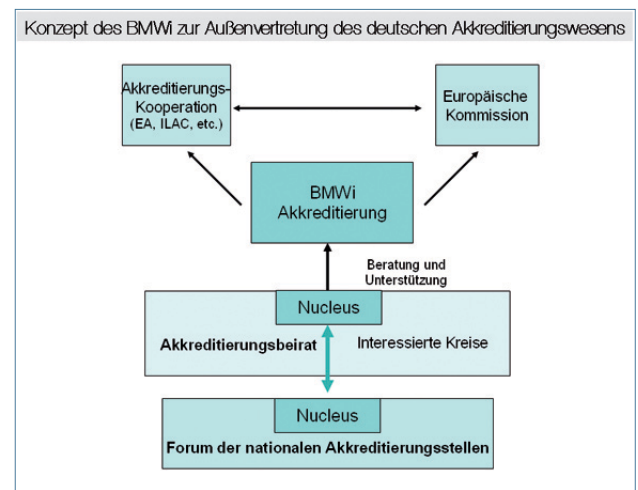 Konzept des BMWi zur Außenvertretung des deutschen Akkreditierungswesens
Akkreditierungs-
Kooperation
(EA, ILAC, etc.)
Europäische
Kommission
BMWi
Akkreditierung
Beratung und
Unterstützung
Nucleus
Akkreditierungsbeirat
Interessierte Kreise
Nucleus
Forum der nationalen Akkreditierungsstellen